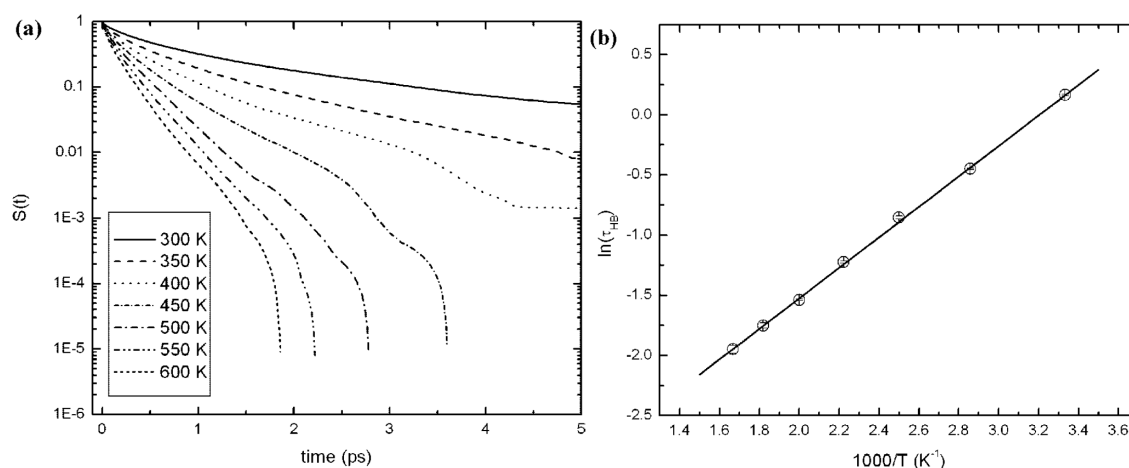 (a)
1
0.1
0.01
1E-3
1E-4
1E-5
1E-6
S(t)
300 K
350 K
400 K
450 K
500 K
550 K
600 K
0 1 2 3 4 5
time (ps)
(b)
0.5
0.0
-0.5
-1.0
-1.5
-2.0
-2.5
ln(τHB)
1.4 1.6 1.8 2.0 2.2 2.4 2.6 2.8 3.0 3.2 3.4 3.6
1000/T (K⁻¹)